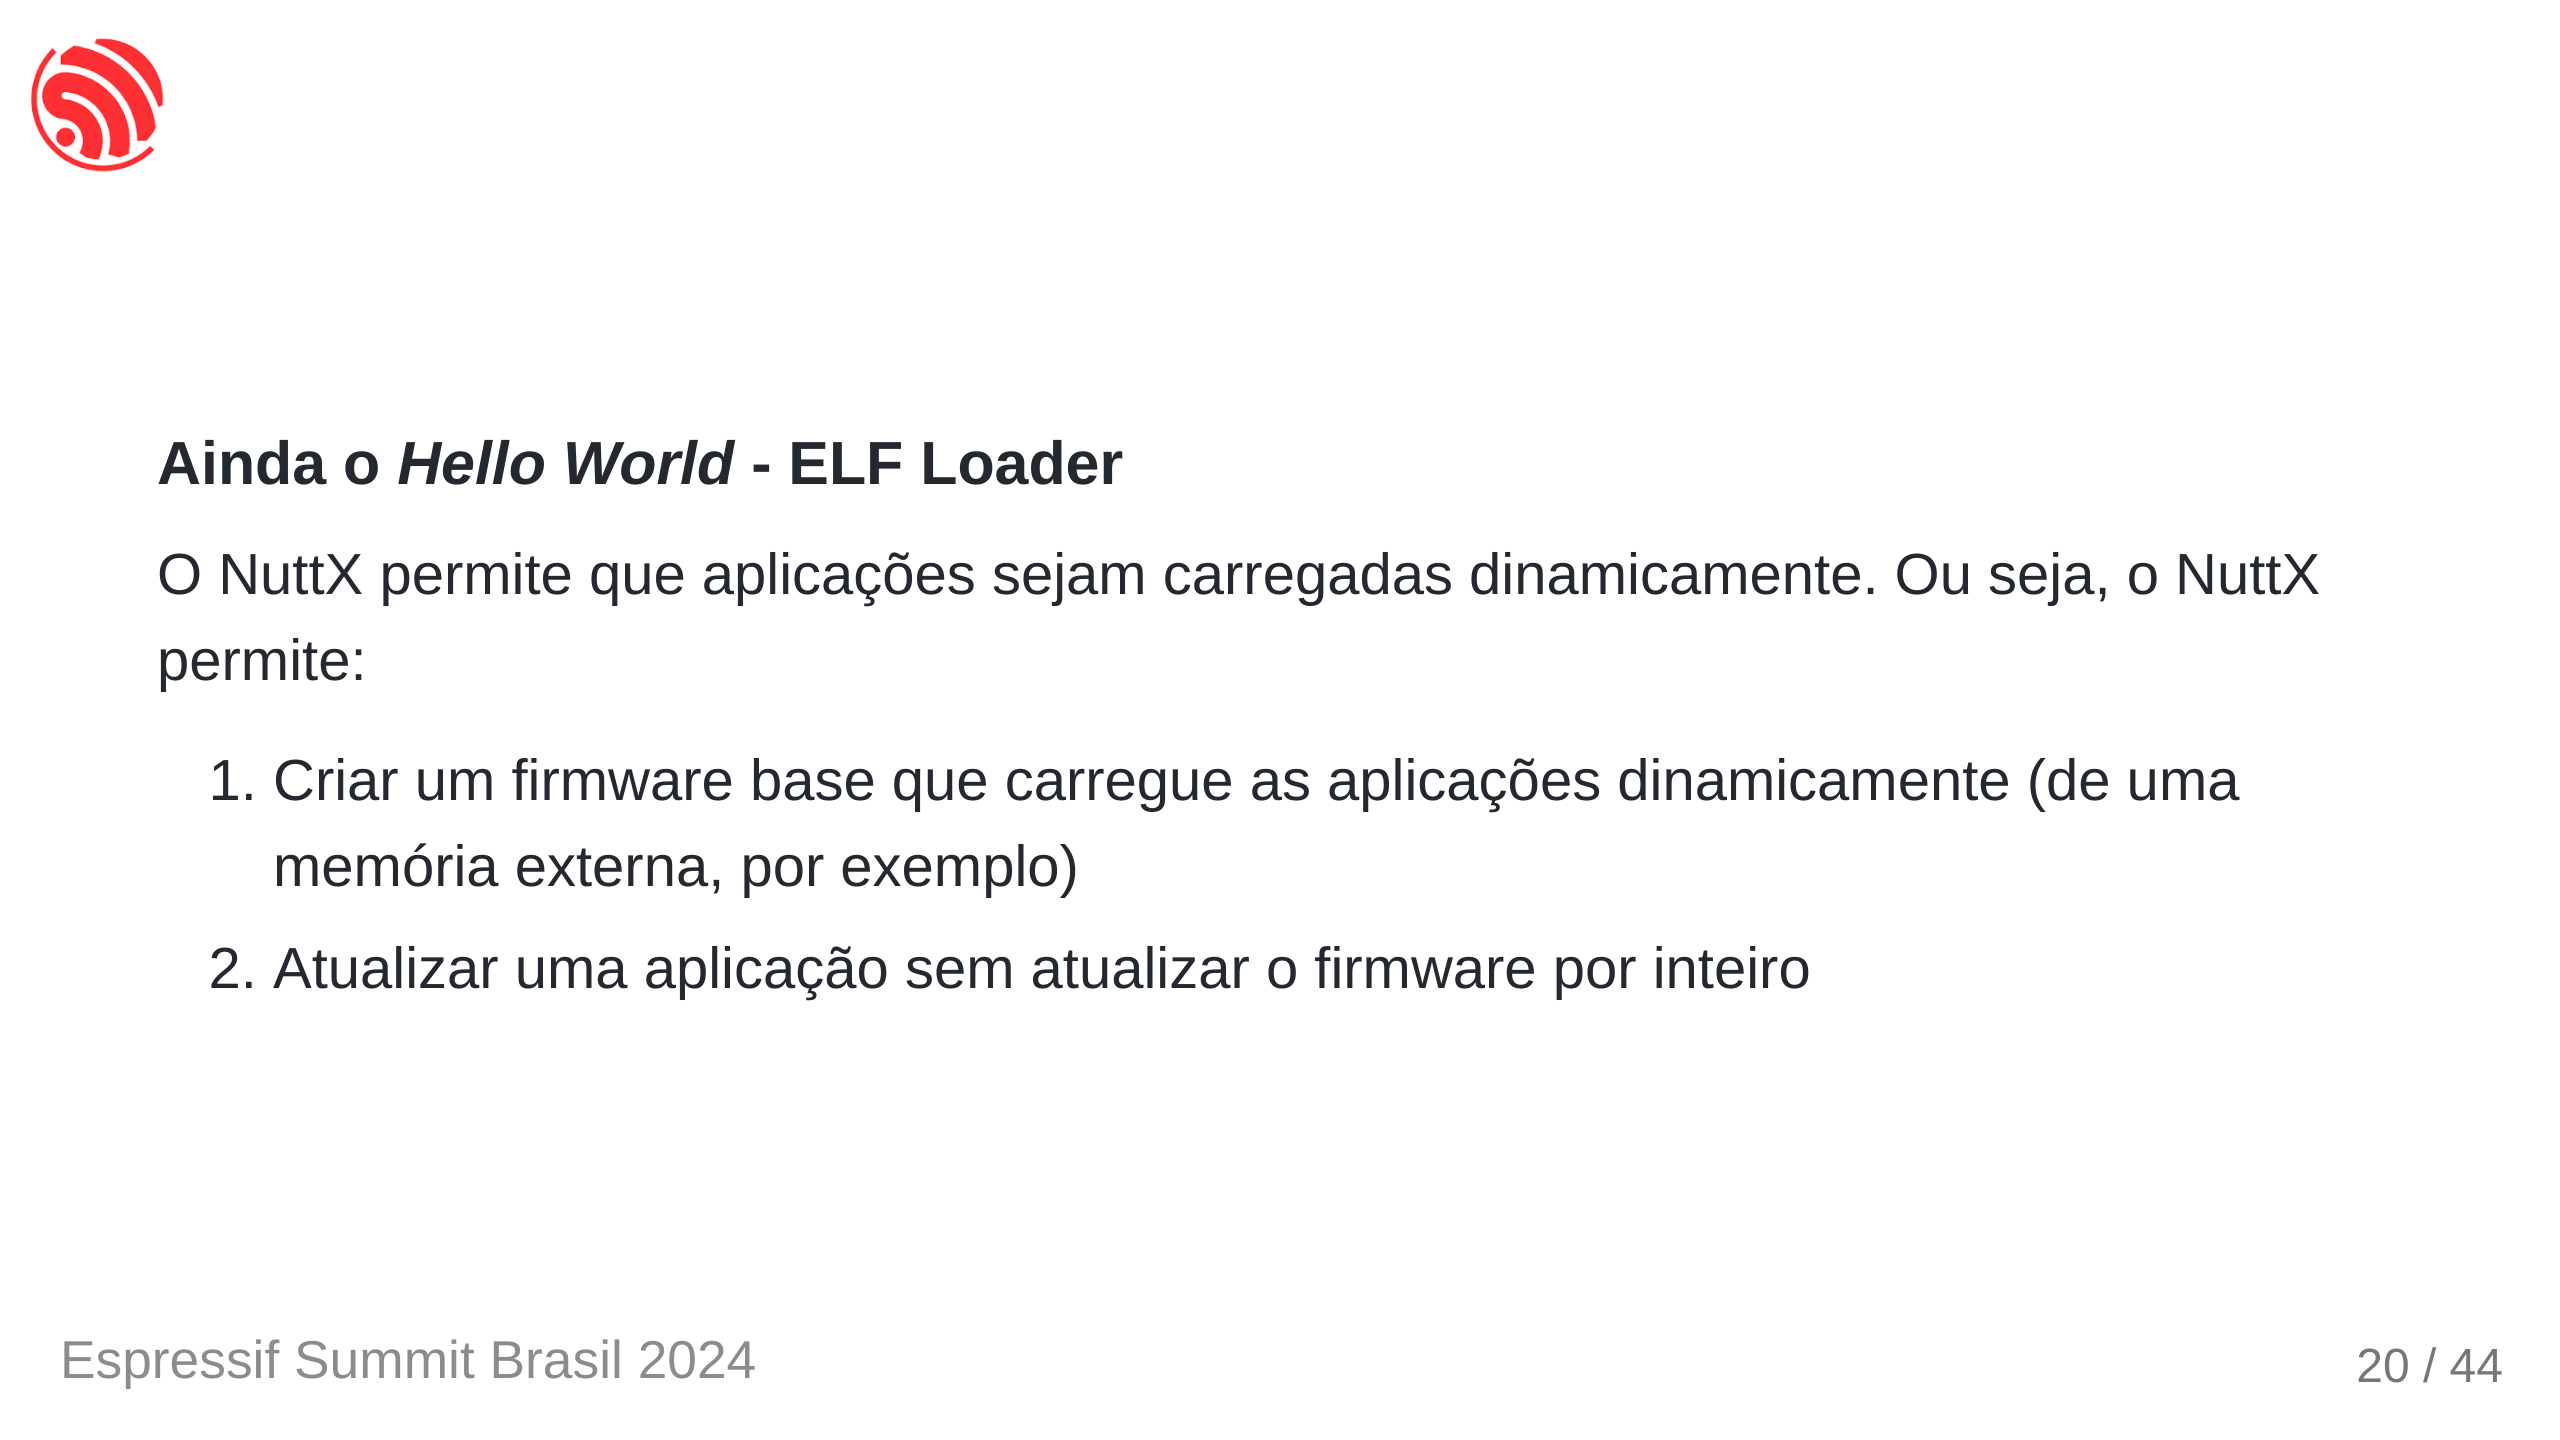 Ainda o Hello World - ELF Loader
O NuttX permite que aplicações sejam carregadas dinamicamente. Ou seja, o NuttX
permite:
1. Criar um firmware base que carregue as aplicações dinamicamente (de uma
memória externa, por exemplo)
2. Atualizar uma aplicação sem atualizar o firmware por inteiro
Espressif Summit Brasil 2024
20 / 44